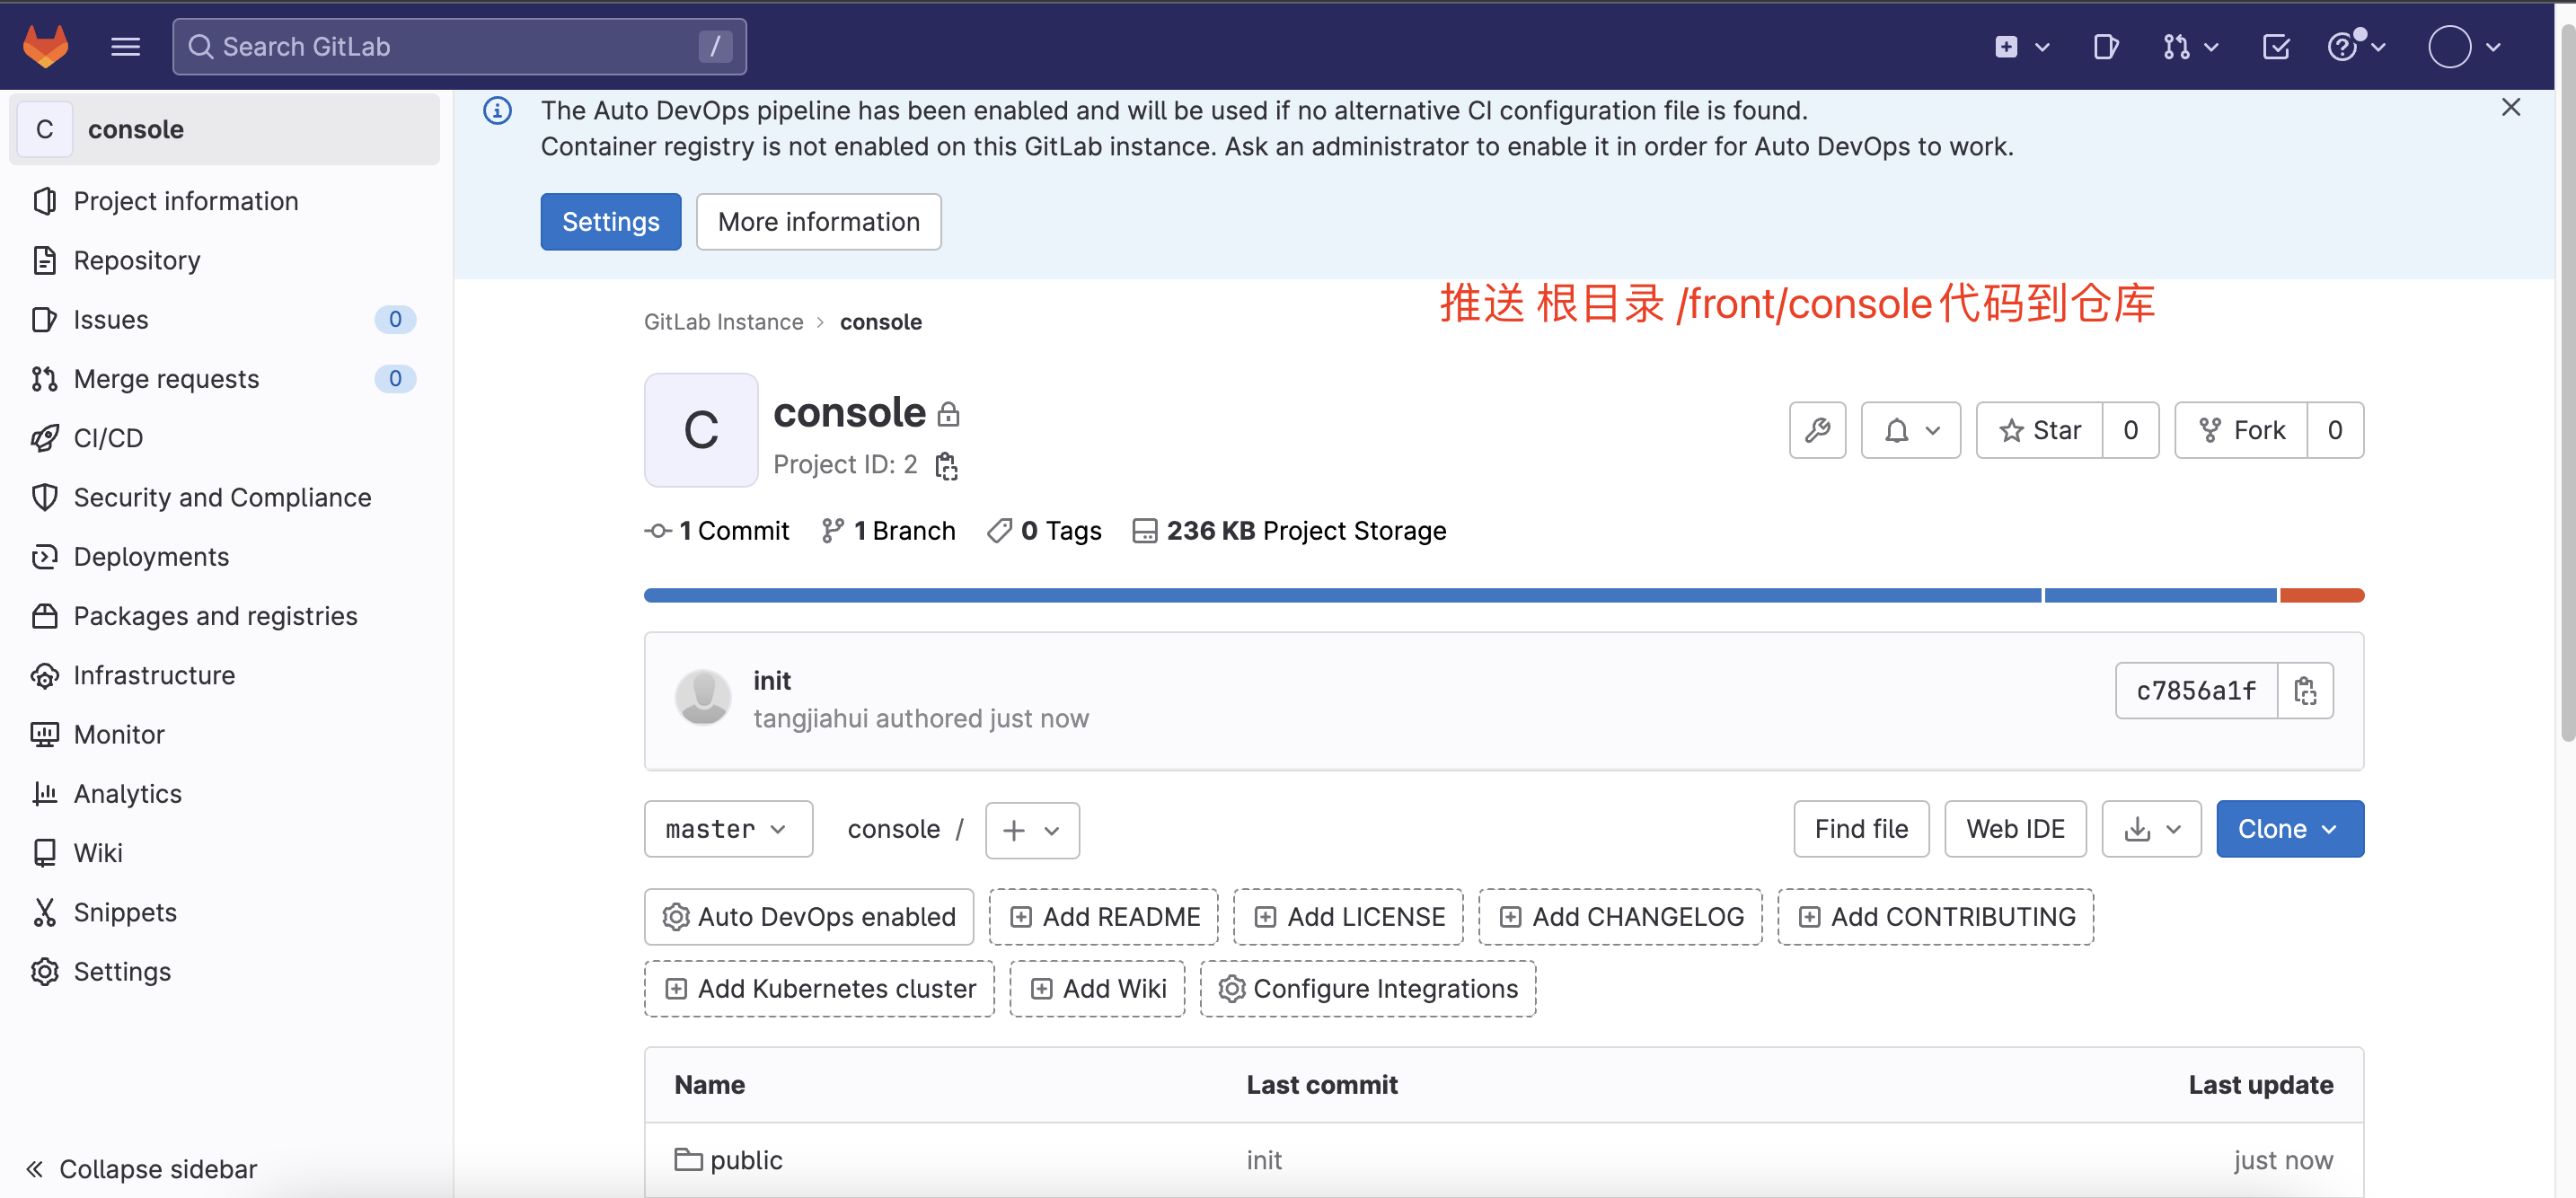 Search GitLab /
C console
Project information
Repository
Issues 0
Merge requests 0
CI/CD
Security and Compliance
Deployments
Packages and registries
Infrastructure
Monitor
Analytics
Wiki
Snippets
Settings
Collapse sidebar
The Auto DevOps pipeline has been enabled and will be used if no alternative CI configuration file is found.
Container registry is not enabled on this GitLab instance. Ask an administrator to enable it in order for Auto DevOps to work.
Settings More information
推送 根目录 /front/console代码到仓库
GitLab Instance › console
C console
Project ID: 2
Star 0 Fork 0
1 Commit 1 Branch 0 Tags 236 KB Project Storage
init
tangjiahui authored just now
c7856a1f
master console / + Find file Web IDE Clone
Auto DevOps enabled Add README Add LICENSE Add CHANGELOG Add CONTRIBUTING
Add Kubernetes cluster Add Wiki Configure Integrations
Name Last commit Last update
public init just now